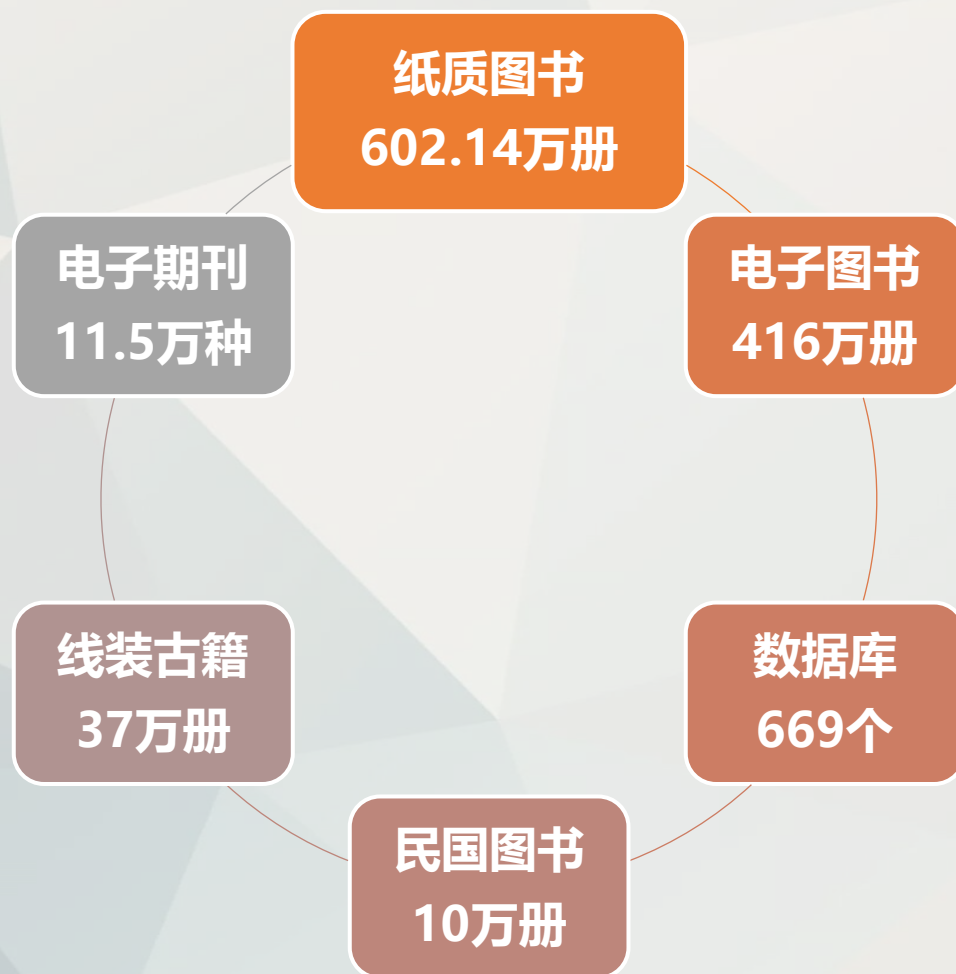 纸质图书
602.14万册
电子图书
416万册
数据库
669个
民国图书
10万册
线装古籍
37万册
电子期刊
11.5万种